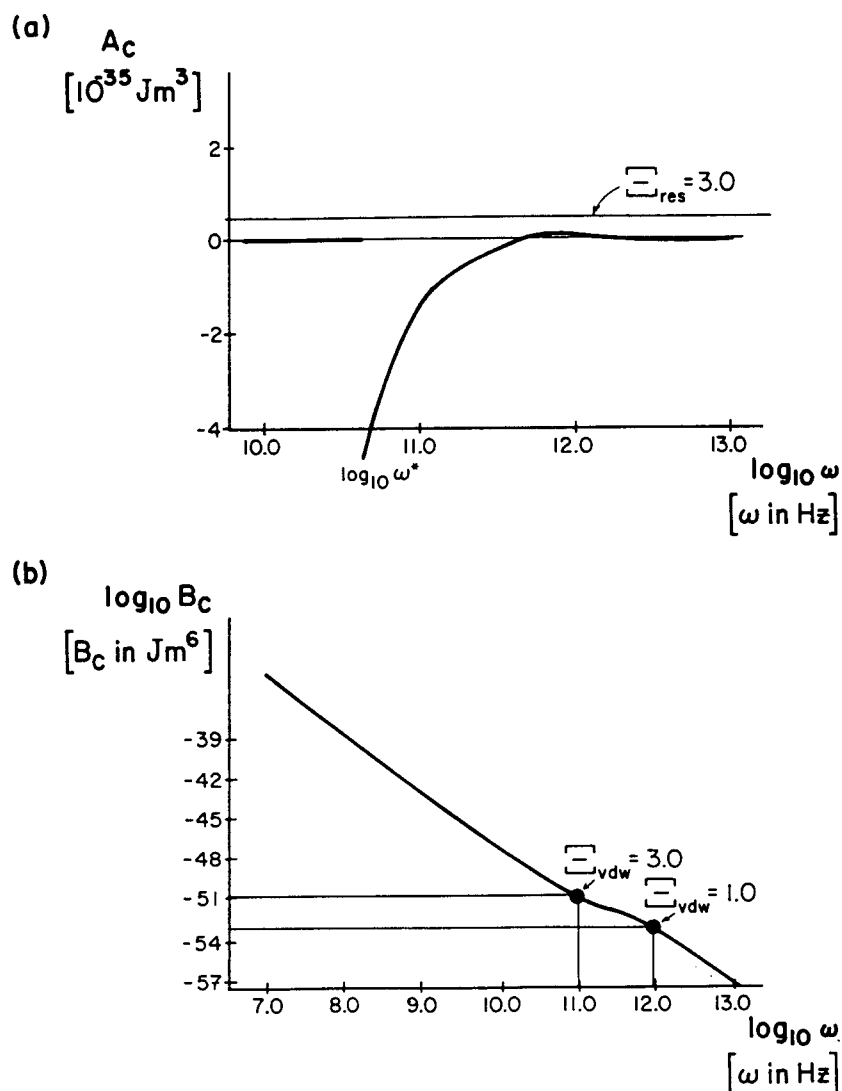 (a)
A_C
[10^-35 Jm^3]
2
Ξ_res = 3.0
0
-2
-4
10.0 11.0 12.0 13.0
log10 ω*
log10 ω
[ω in Hz]
(b)
log10 B_C
[B_C in Jm^6]
-39
-42
-45
-48
Ξ_vdw = 3.0
Ξ_vdw = 1.0
-51
-54
-57
7.0 8.0 9.0 10.0 11.0 12.0 13.0
log10 ω
[ω in Hz]